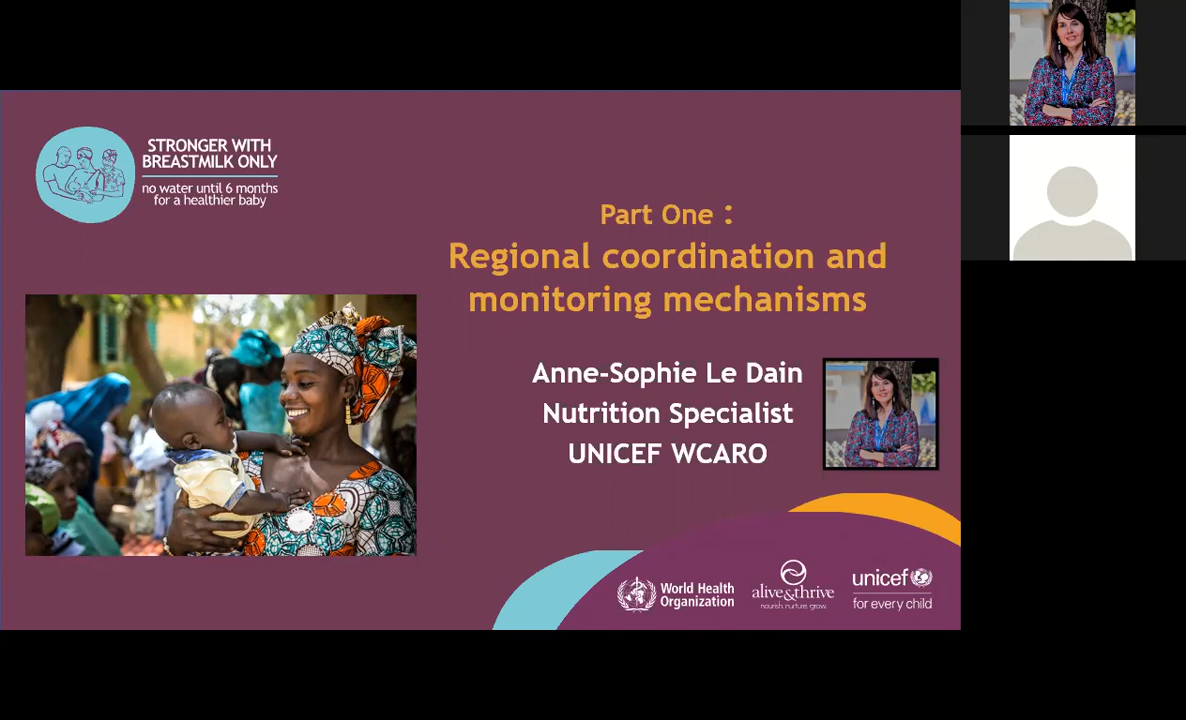 STRONGER WITH
BREASTMILK ONLY
no water until 6 months
for a healthier baby
Part One :
Regional coordination and
monitoring mechanisms
Anne-Sophie Le Dain
Nutrition Specialist
UNICEF WCARO
World Health
Organization
alive&thrive
nourish. nurture. grow.
unicef
for every child